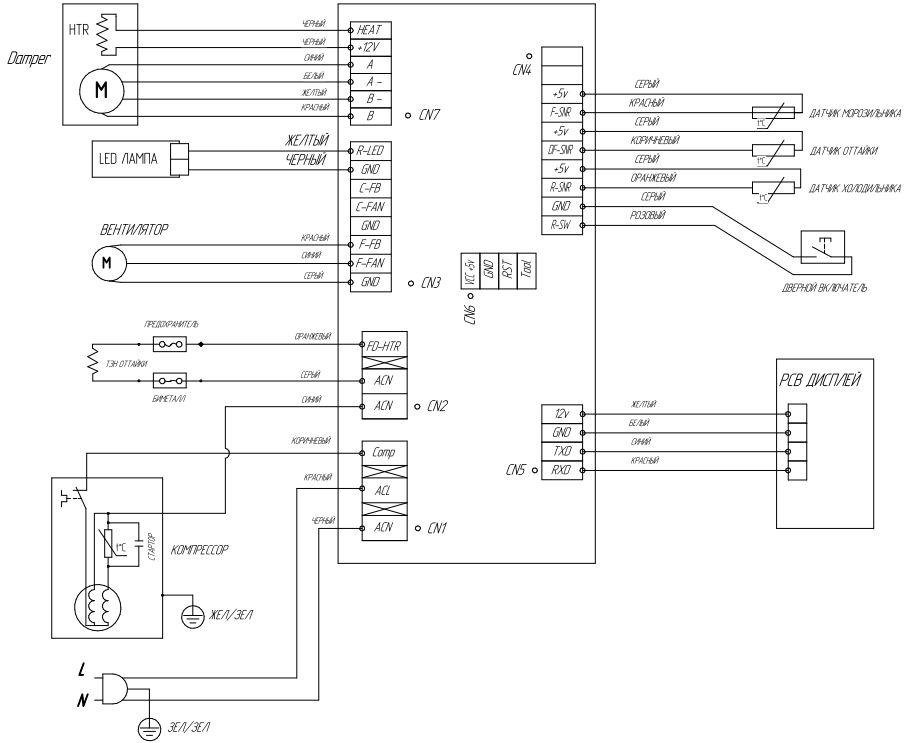 HTR
Damper
M
ЧЕРНЫЙ
ЧЕРНЫЙ
СИНИЙ
БЕЛЫЙ
ЖЕЛТЫЙ
КРАСНЫЙ
HEAT
+12V
A
A -
B -
B
CN7
LED ЛАМПА
ЖЕЛТЫЙ
ЧЕРНЫЙ
R-LED
GND
C-FB
C-FAN
GND
F-FB
F-FAN
GND
CN3
ВЕНТИЛЯТОР
M
КРАСНЫЙ
СИНИЙ
СЕРЫЙ
CN4
+5v
F-SNR
+5v
DF-SNR
+5v
R-SNR
GND
R-SW
СЕРЫЙ
КРАСНЫЙ
СЕРЫЙ
КОРИЧНЕВЫЙ
СЕРЫЙ
ОРАНЖЕВЫЙ
СЕРЫЙ
РОЗОВЫЙ
t°C
ДАТЧИК МОРОЗИЛЬНИКА
t°C
ДАТЧИК ОТТАЙКИ
t°C
ДАТЧИК ХОЛОДИЛЬНИКА
ДВЕРНОЙ ВКЛЮЧАТЕЛЬ
VCC +5v
GND
RST
Tool
CN6
ПРЕДОХРАНИТЕЛЬ
ТЭН ОТТАЙКИ
БИМЕТАЛЛ
ОРАНЖЕВЫЙ
СЕРЫЙ
СИНИЙ
FD-HTR
ACN
ACN
CN2
КОРИЧНЕВЫЙ
КРАСНЫЙ
ЧЕРНЫЙ
Comp
ACL
ACN
CN1
PCB ДИСПЛЕЙ
12v
GND
TXD
RXD
CN5
ЖЕЛТЫЙ
БЕЛЫЙ
СИНИЙ
КРАСНЫЙ
t°C
СТАРТОР
КОМПРЕССОР
ЖЕЛ/ЗЕЛ
L
N
ЗЕЛ/ЗЕЛ